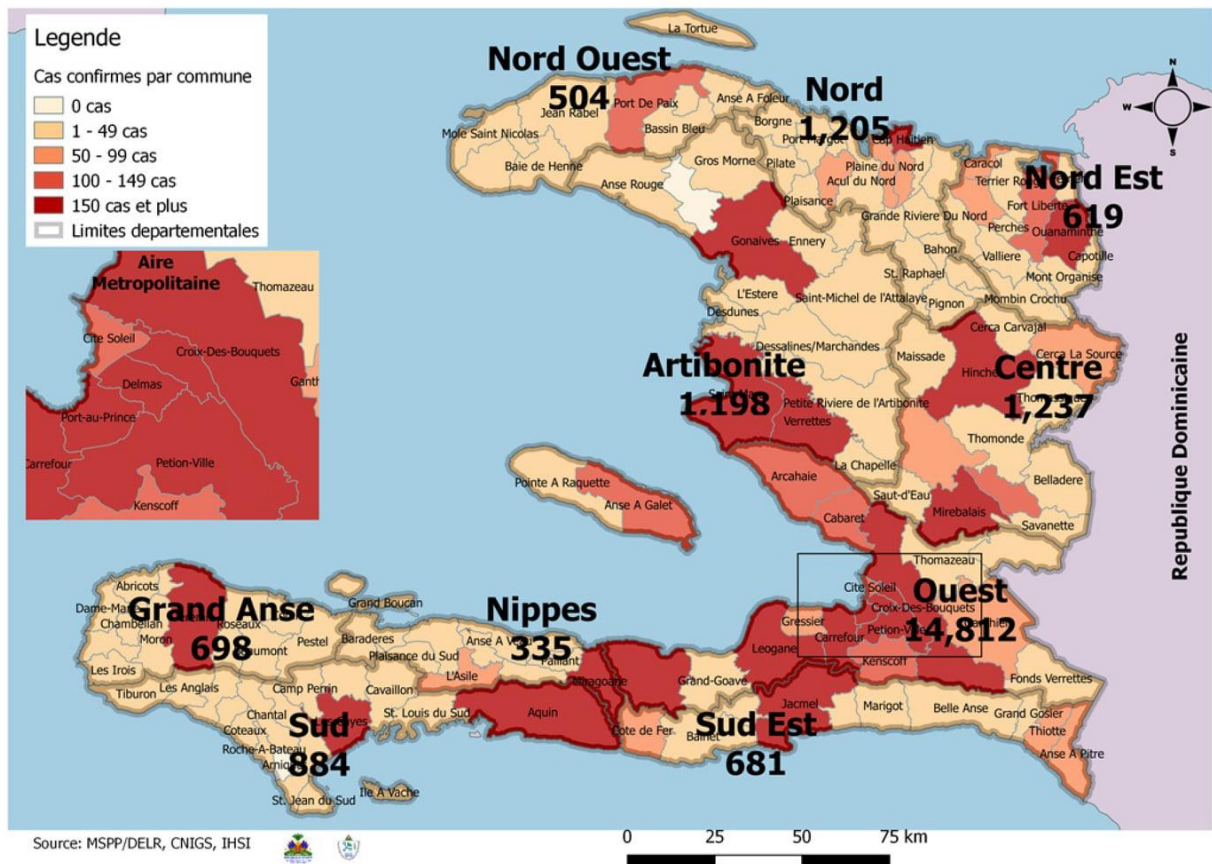 Legende
Cas confirmes par commune
0 cas
1 - 49 cas
50 - 99 cas
100 - 149 cas
150 cas et plus
Limites departementales
La Tortue
Nord Ouest
504
Port De Paix
Jean Rabel
Anse A Foleur
Mole Saint Nicolas
Bassin Bleu
Baie de Henne
Nord
1,205
Borgne
Port Margot
Cap Haitien
Pilate
Plaine du Nord
Acul du Nord
Plaisance
Grande Riviere Du Nord
Bahon
St. Raphael
Pignon
N
W
E
S
Caracol
Terrier Rouge
Nord Est
619
Fort Liberte
Perches
Ouanaminthe
Capotille
Valliere
Mont Organise
Mombin Crochu
Gros Morne
Anse Rouge
Gonaives
Ennery
Saint-Michel de l'Attalaye
L'Estere
Desdunes
Dessalines/Marchandes
Artibonite
1,198
Petite Riviere de l'Artibonite
Verrettes
La Chapelle
Cerca Carvajal
Maissade
Cerca La Source
Hinche
Centre
1,237
Thomonde
Belladere
Saut-d'Eau
Mirebalais
Savanette
Republique Dominicaine
Aire
Metropolitaine
Thomazeau
Cite Soleil
Croix-Des-Bouquets
Delmas
Port-au-Prince
Carrefour
Petion-Ville
Kenscoff
Pointe A Raquette
Anse A Galet
Arcahaie
Cabaret
Thomazeau
Cite Soleil
Ouest
14,812
Croix-Des-Bouquets
Gressier
Carrefour
Petion-Ville
Leogane
Kenscoff
Grand-Goave
Fonds Verrettes
Abricots
Grand Anse
698
Dame-Marie
Chambellan
Moron
Roseaux
Pestel
Les Irois
Grand Boucan
Baraderes
Nippes
335
Plaisance du Sud
L'Asile
Paillant
Miragoane
Tiburon
Les Anglais
Camp Perrin
Cavaillon
Chantal
Coteaux
St. Louis du Sud
Aquin
Sud
884
Roche-A-Bateau
St. Jean du Sud
Ile A Vache
Cote de Fer
Bainet
Jacmel
Sud Est
681
Marigot
Belle Anse
Grand Gosier
Thiotte
Anse A Pitre
Source: MSPP/DELR, CNIGS, IHSI
0 25 50 75 km